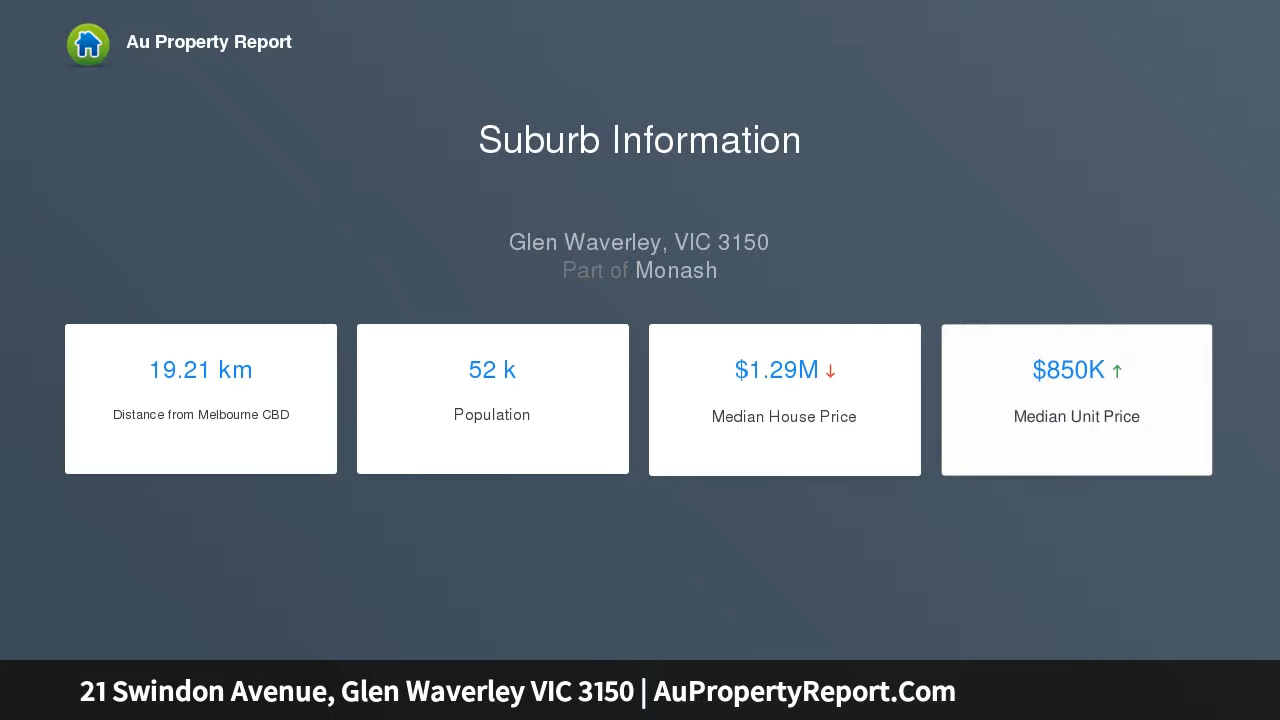 Au Property Report
Suburb Information
Glen Waverley, VIC 3150
Part of Monash
19.21 km
Distance from Melbourne CBD
52 k
Population
$1.29M ↓
Median House Price
$850K ↑
Median Unit Price
21 Swindon Avenue, Glen Waverley VIC 3150 | AuPropertyReport.Com